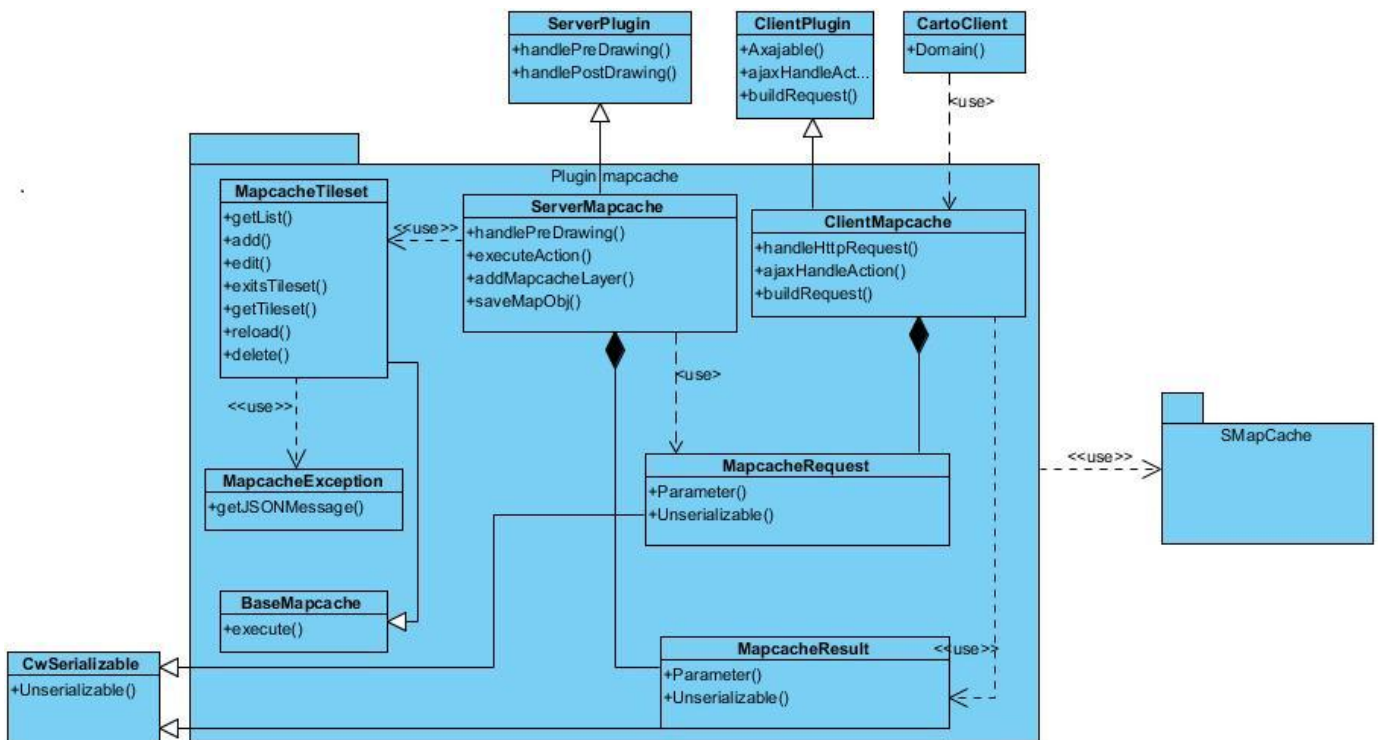 ServerPlugin
+handlePreDrawing()
+handlePostDrawing()
ClientPlugin
+Axajable()
+ajaxHandleAct...
+buildRequest()
CartoClient
+Domain()
<use>
Plugin mapcache
MapcacheTileset
+getList()
+add()
+edit()
+exitsTileset()
+getTileset()
+reload()
+delete()
<<use>>
ServerMapcache
+handlePreDrawing()
+executeAction()
+addMapcacheLayer()
+saveMapObj()
ClientMapcache
+handleHttpRequest()
+ajaxHandleAction()
+buildRequest()
<use>
<<use>>
SMapCache
<<use>>
MapcacheException
+getJSONMessage()
MapcacheRequest
+Parameter()
+Unserializable()
BaseMapcache
+execute()
CwSerializable
+Unserializable()
MapcacheResult
+Parameter()
+Unserializable()
<<use>>